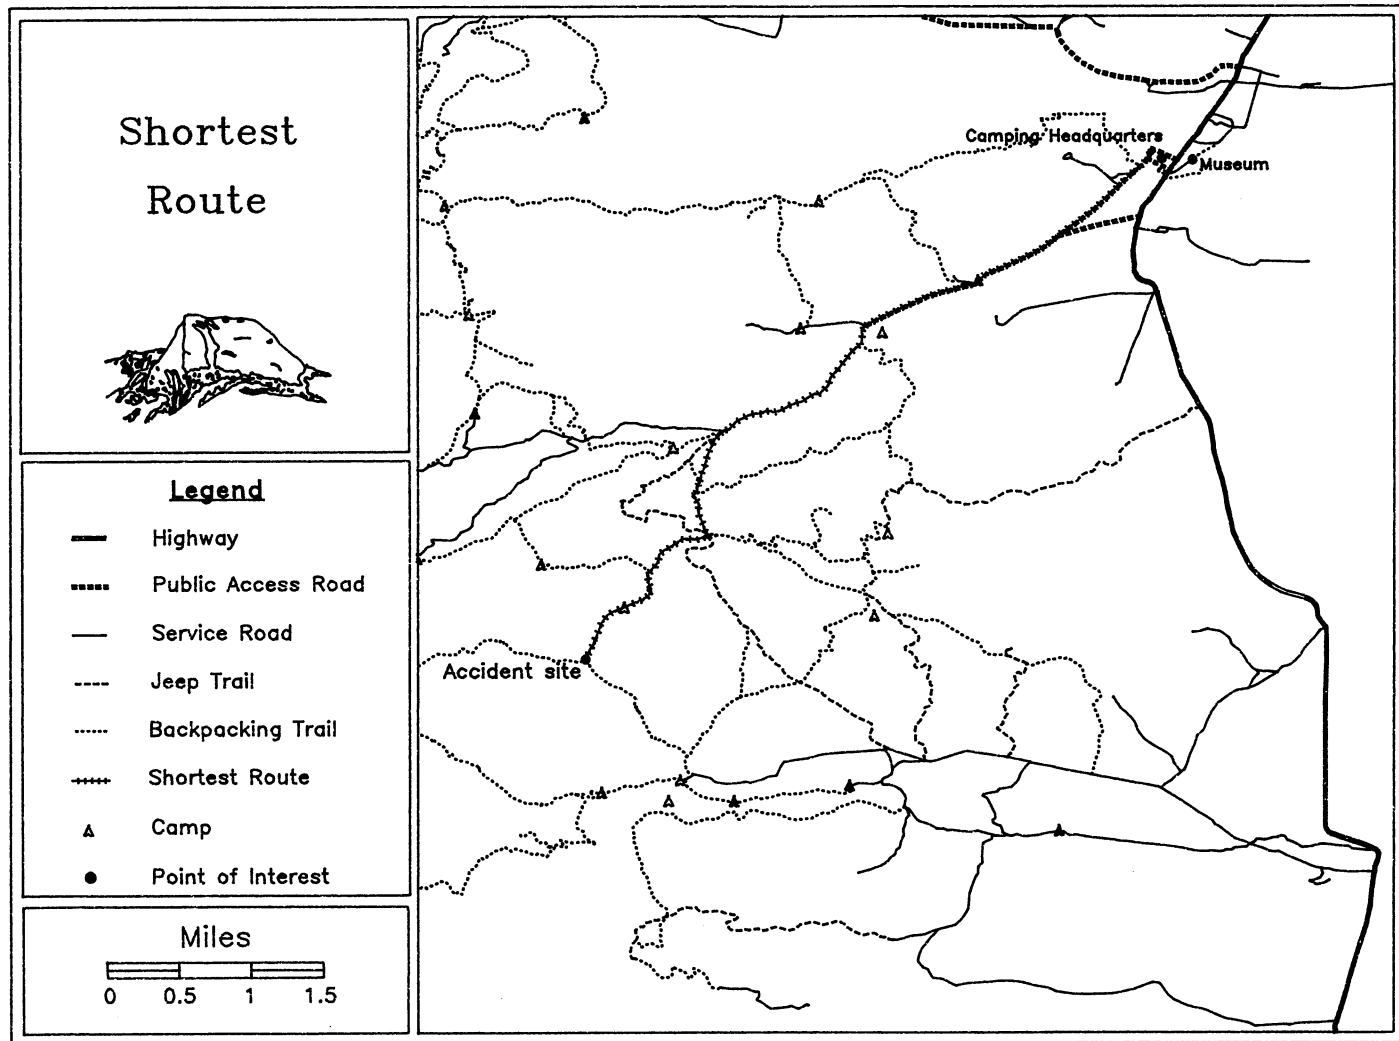 Shortest
Route
Legend
Highway
Public Access Road
Service Road
Jeep Trail
Backpacking Trail
Shortest Route
Camp
Point of Interest
Miles
0 0.5 1 1.5
Camping Headquarters
Museum
Accident site